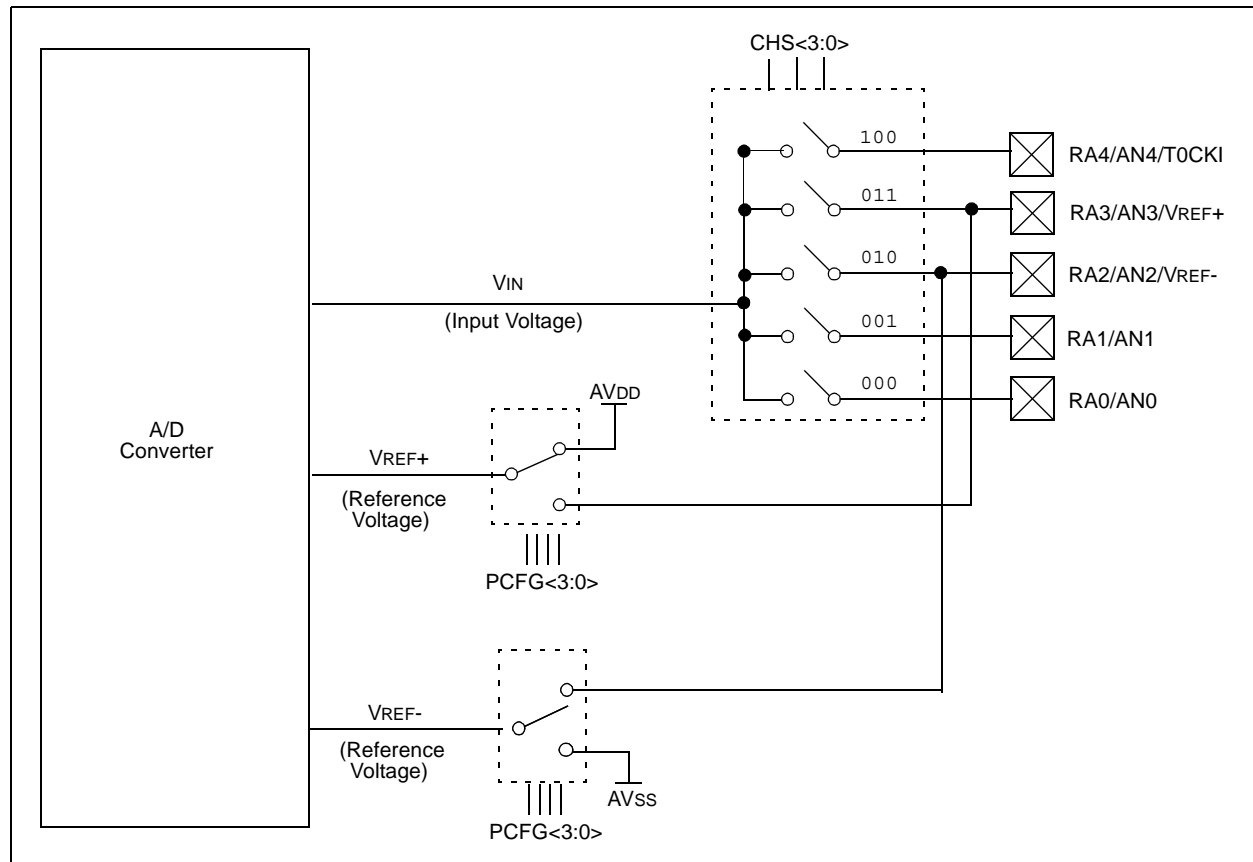 CHS<3:0>
100
RA4/AN4/T0CKI
011
RA3/AN3/VREF+
010
RA2/AN2/VREF-
VIN
(Input Voltage)
001
RA1/AN1
000
RA0/AN0
AVDD
A/D
Converter
VREF+
(Reference
Voltage)
PCFG<3:0>
VREF-
(Reference
Voltage)
AVSS
PCFG<3:0>